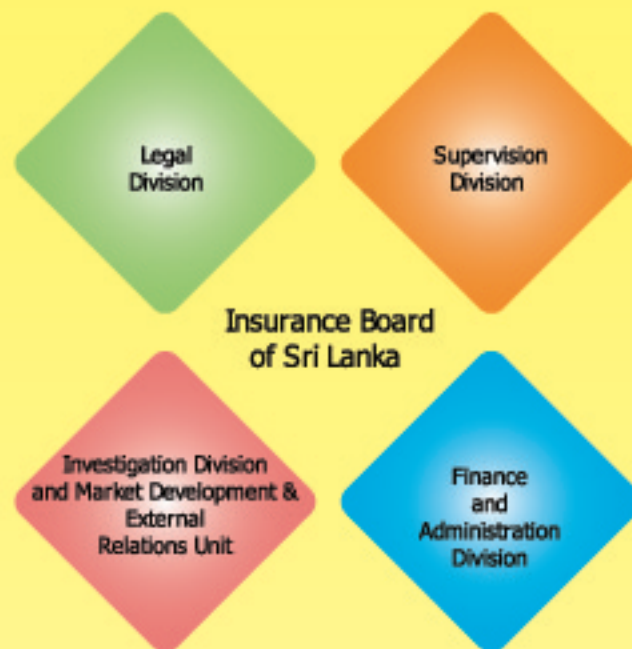 Legal
Division
Supervision
Division
Insurance Board
of Sri Lanka
Investigation Division
and Market Development &
External
Relations Unit
Finance
and
Administration
Division